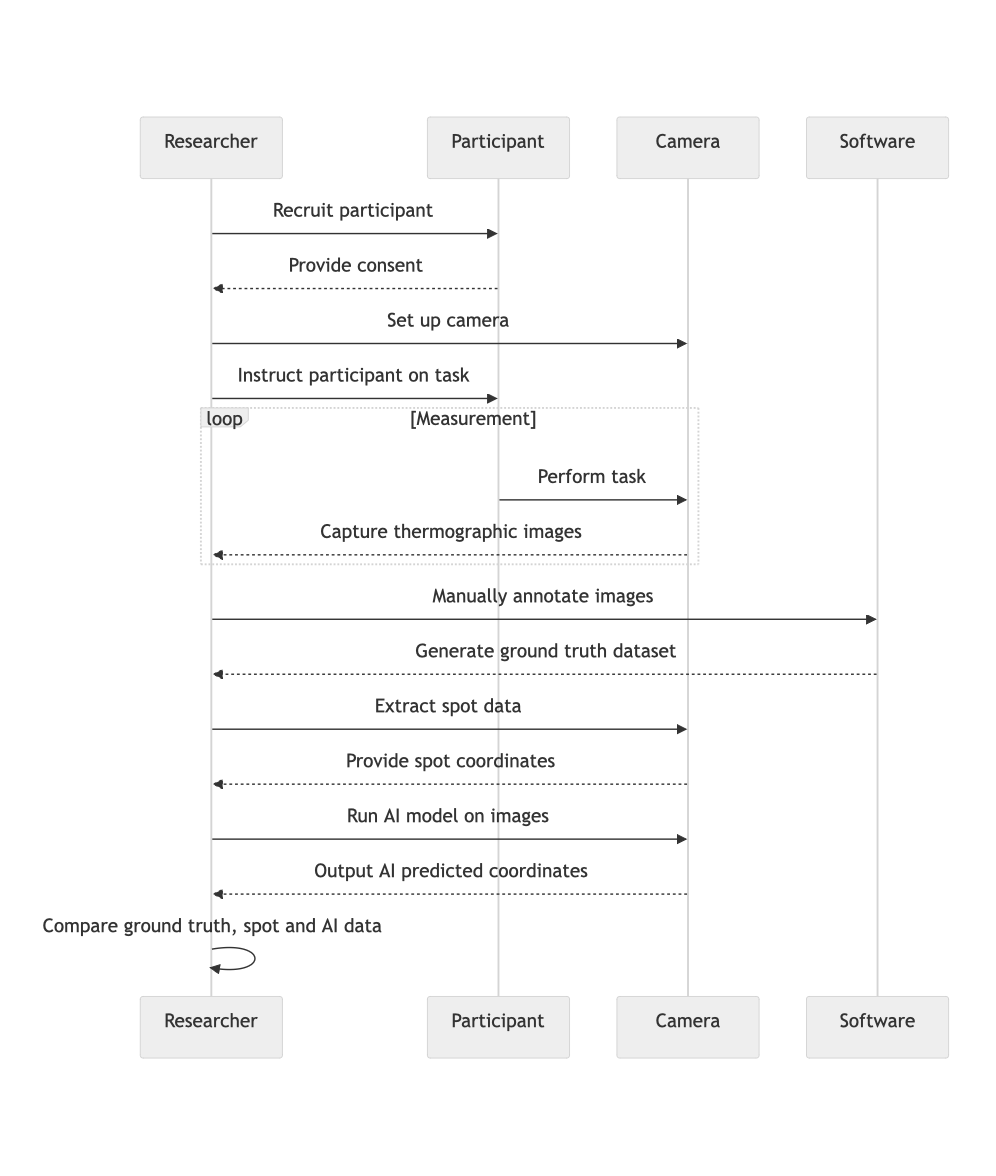 Researcher
Participant
Camera
Software
Recruit participant
Provide consent
Set up camera
Instruct participant on task
loop
[Measurement]
Perform task
Capture thermographic images
Manually annotate images
Generate ground truth dataset
Extract spot data
Provide spot coordinates
Run AI model on images
Output AI predicted coordinates
Compare ground truth, spot and AI data
Researcher
Participant
Camera
Software